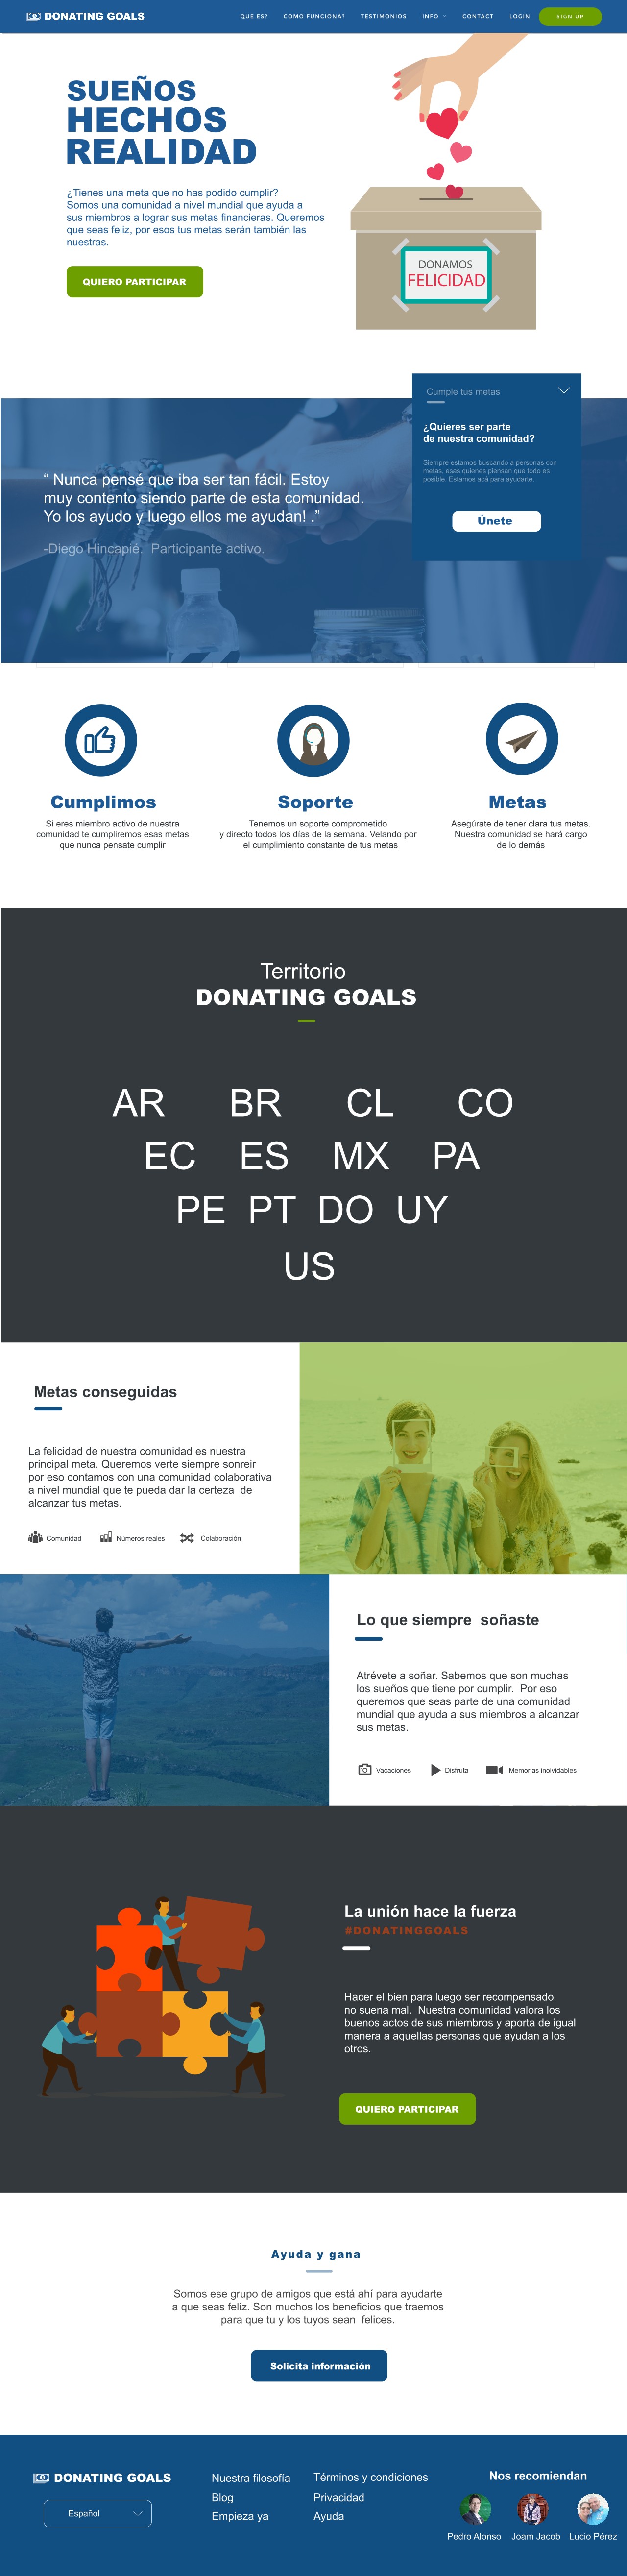 DONATING GOALS
QUE ES?
COMO FUNCIONA?
TESTIMONIOS
INFO
CONTACT
LOGIN
SIGN UP
SUEÑOS
HECHOS
REALIDAD
¿Tienes una meta que no has podido cumplir?
Somos una comunidad a nivel mundial que ayuda a
sus miembros a lograr sus metas financieras. Queremos
que seas feliz, por esos tus metas serán también las
nuestras.
QUIERO PARTICIPAR
DONAMOS
FELICIDAD
Cumple tus metas
¿Quieres ser parte
de nuestra comunidad?
Siempre estamos buscando a personas con
metas, esas quienes piensan que todo es
posible. Estamos acá para ayudarte.
Únete
“ Nunca pensé que iba ser tan fácil. Estoy
muy contento siendo parte de esta comunidad.
Yo los ayudo y luego ellos me ayudan! .”
-Diego Hincapié.  Participante activo.
Cumplimos
Si eres miembro activo de nuestra
comunidad te cumpliremos esas metas
que nunca pensate cumplir
Soporte
Tenemos un soporte comprometido
y directo todos los días de la semana. Velando por
el cumplimiento constante de tus metas
Metas
Asegúrate de tener clara tus metas.
Nuestra comunidad se hará cargo
de lo demás
Territorio
DONATING GOALS
AR BR CL CO
EC ES MX PA
PE PT DO UY
US
Metas conseguidas
La felicidad de nuestra comunidad es nuestra
principal meta. Queremos verte siempre sonreir
por eso contamos con una comunidad colaborativa
a nivel mundial que te pueda dar la certeza  de
alcanzar tus metas.
Comunidad
Números reales
Colaboración
Lo que siempre  soñaste
Atrévete a soñar. Sabemos que son muchas
los sueños que tiene por cumplir.  Por eso
queremos que seas parte de una comunidad
mundial que ayuda a sus miembros a alcanzar
sus metas.
Vacaciones
Disfruta
Memorias inolvidables
La unión hace la fuerza
#DONATINGGOALS
Hacer el bien para luego ser recompensado
no suena mal.  Nuestra comunidad valora los
buenos actos de sus miembros y aporta de igual
manera a aquellas personas que ayudan a los
otros.
QUIERO PARTICIPAR
Ayuda y gana
Somos ese grupo de amigos que está ahí para ayudarte
a que seas feliz. Son muchos los beneficios que traemos
para que tu y los tuyos sean  felices.
Solicita información
DONATING GOALS
Español
Nuestra filosofía
Blog
Empieza ya
Términos y condiciones
Privacidad
Ayuda
Nos recomiendan
Pedro Alonso
Joam Jacob
Lucio Pérez